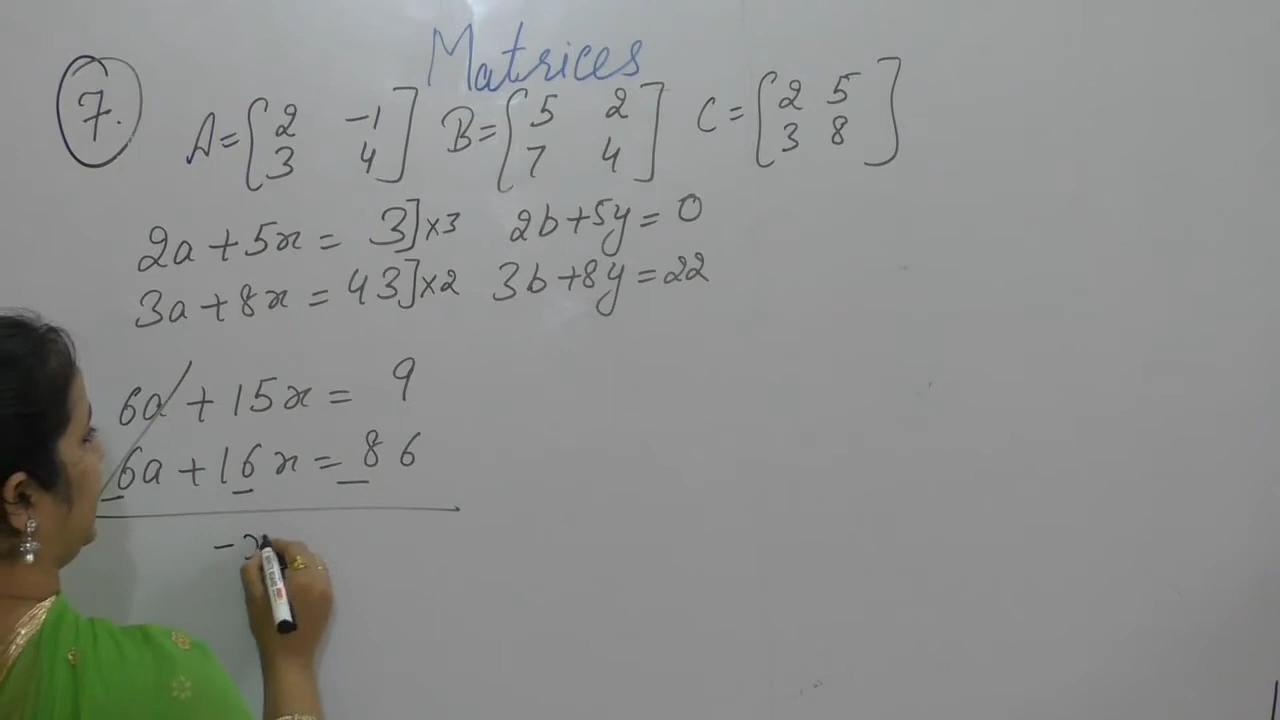 Matrices
7. A = [2 -1 B = [5 2 C = [2 5
3 4] 7 4] 3 8]
2a + 5x = 3] ×3 2b + 5y = 0
3a + 8x = 43] ×2 3b + 8y = 22
6a + 15x = 9
6a + 16x = 86
-x